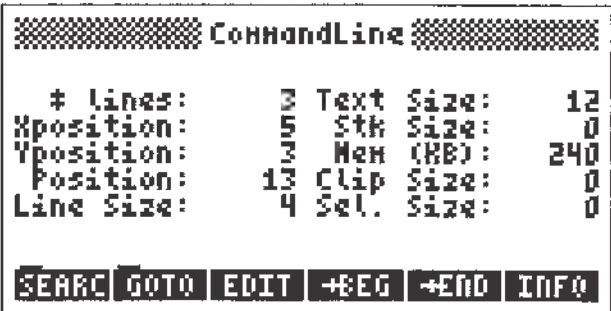 CommandLine
# lines: 3 Text Size: 12
Xposition: 5 Stk Size: 0
Yposition: 3 Mem (KB): 240
Position: 13 Clip Size: 0
Line Size: 4 Sel. Size: 0
SEARC GOTO EDIT →BEG →END INFO